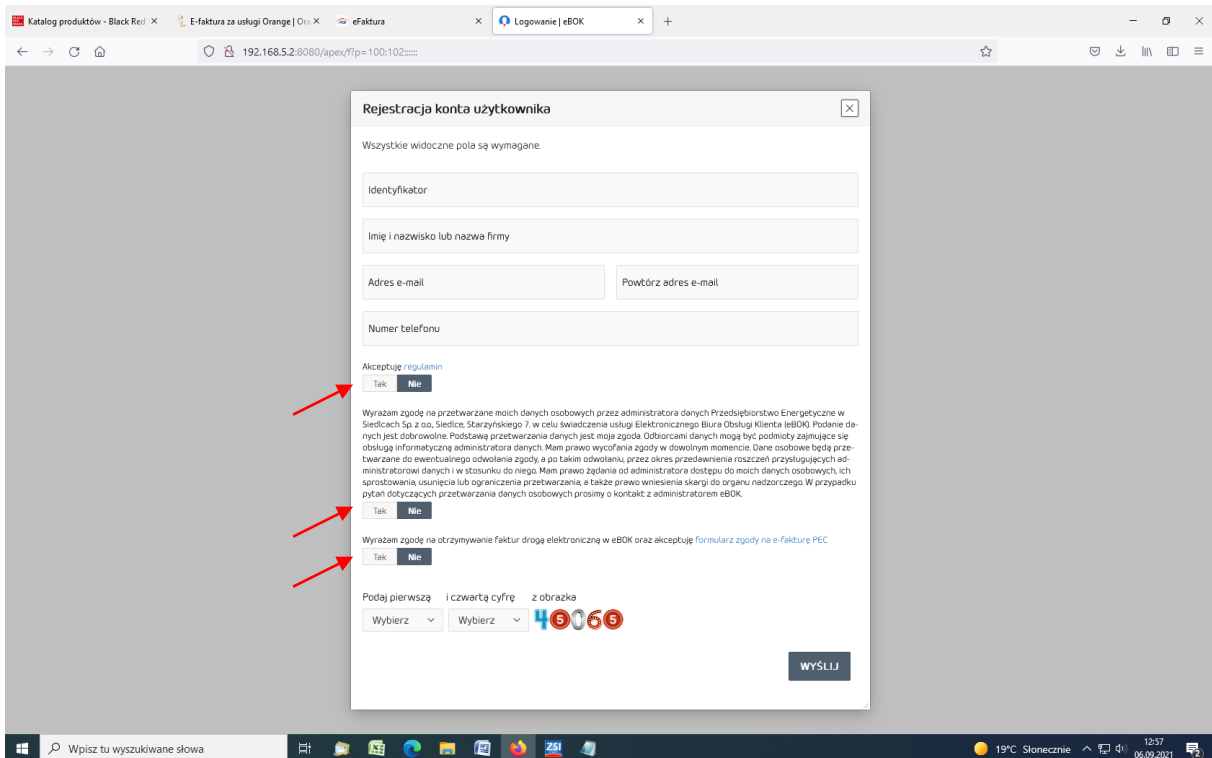 Katalog produktów - Black Red
E-faktura za usługi Orange | Ora
eFaktura
Logowanie | eBOK
192.168.5.2:8080/apex/f?p=100:102::::::
Rejestracja konta użytkownika
Wszystkie widoczne pola są wymagane.
Identyfikator
Imię i nazwisko lub nazwa firmy
Adres e-mail
Powtórz adres e-mail
Numer telefonu
Akceptuję regulamin
Tak Nie
Wyrażam zgodę na przetwarzane moich danych osobowych przez administratora danych Przedsiębiorstwo Energetyczne w
Siedlcach Sp. z o.o., Siedlce, Starzyńskiego 7. w celu świadczenia usługi Elektronicznego Biura Obsługi Klienta (eBOK). Podanie da-
nych jest dobrowolne. Podstawą przetwarzania danych jest moja zgoda. Odbiorcami danych mogą być podmioty zajmujące się
obsługą informatyczną administratora danych. Mam prawo wycofania zgody w dowolnym momencie. Dane osobowe będą prze-
twarzane do ewentualnego odwołania zgody, a po takim odwołaniu, przez okres przedawnienia roszczeń przysługujących ad-
ministratorowi danych i w stosunku do niego. Mam prawo żądania od administratora dostępu do moich danych osobowych, ich
sprostowania, usunięcia lub ograniczenia przetwarzania, a także prawo wniesienia skargi do organu nadzorczego. W przypadku
pytań dotyczących przetwarzania danych osobowych prosimy o kontakt z administratorem eBOK.
Tak Nie
Wyrażam zgodę na otrzymywanie faktur drogą elektroniczną w eBOK oraz akceptuję formularz zgody na e-fakturę PEC
Tak Nie
Podaj pierwszą i czwartą cyfrę z obrazka
Wybierz Wybierz 45065
WYŚLIJ
Wpisz tu wyszukiwane słowa
ZSI
19°C Słonecznie
12:57
06.09.2021
2